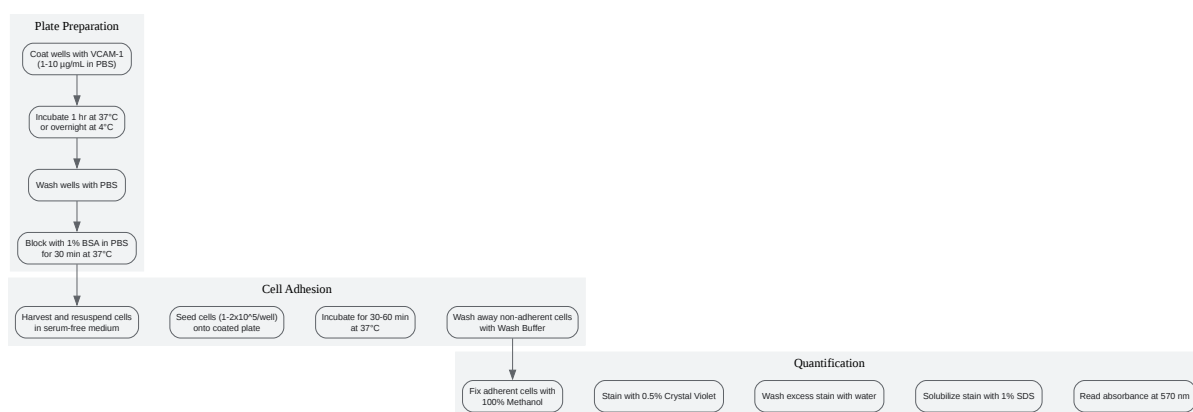 Plate Preparation
Coat wells with VCAM-1
(1-10 µg/mL in PBS)
Incubate 1 hr at 37°C
or overnight at 4°C
Wash wells with PBS
Block with 1% BSA in PBS
for 30 min at 37°C
Cell Adhesion
Harvest and resuspend cells
in serum-free medium
Seed cells (1-2x10^5/well)
onto coated plate
Incubate for 30-60 min
at 37°C
Wash away non-adherent cells
with Wash Buffer
Quantification
Fix adherent cells with
100% Methanol
Stain with 0.5% Crystal Violet
Wash excess stain with water
Solubilize stain with 1% SDS
Read absorbance at 570 nm